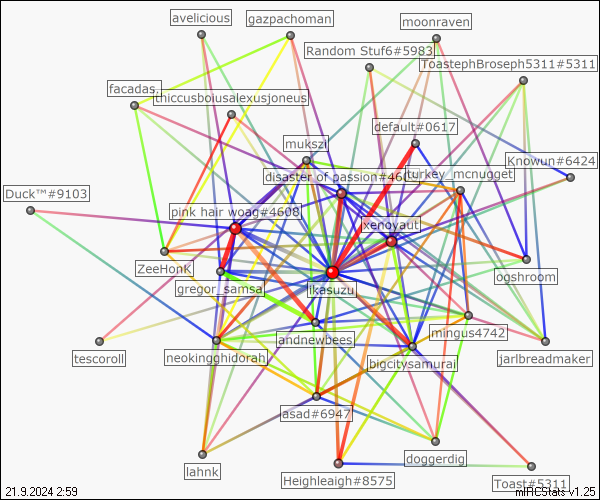 avelicious
gazpachoman
moonraven
Random Stuf6#5983
ToastephBroseph5311#5311
facadas.
thiccusboiusalexusjoneus
default#0617
mukszi
Knowun#6424
disaster of passion#46
turkey_mcnugget
Duck™#9103
pink hair woag#4608
xenoyaut
ZeeHonK
gregor_samsa.
ikasuzu
ogshroom
andnewbees
mingus4742
tescoroll
neokingghidorah
bigcitysamurai
jarlbreadmaker
asad#6947
lahnk
doggerdig
Heighleagh#8575
Toast#5311
21.9.2024 2:59
mIRCStats v1.25